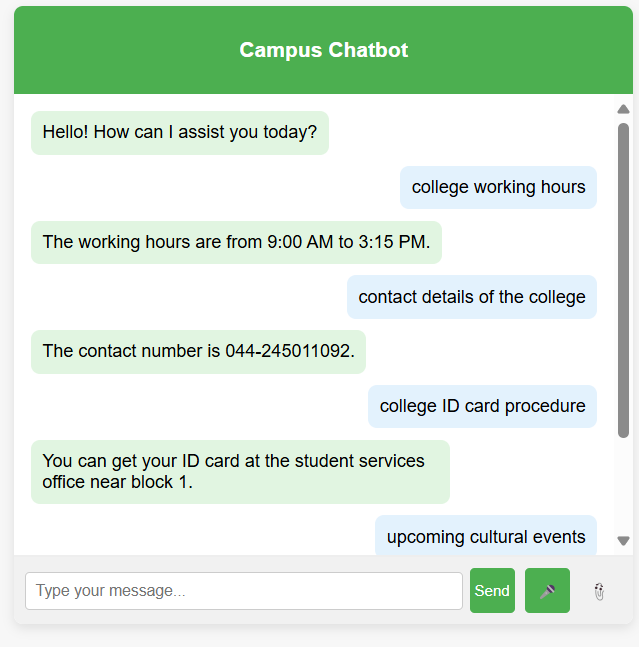 Campus Chatbot
Hello! How can I assist you today?
college working hours
The working hours are from 9:00 AM to 3:15 PM.
contact details of the college
The contact number is 044-245011092.
college ID card procedure
You can get your ID card at the student services
office near block 1.
upcoming cultural events
Type your message...
Send